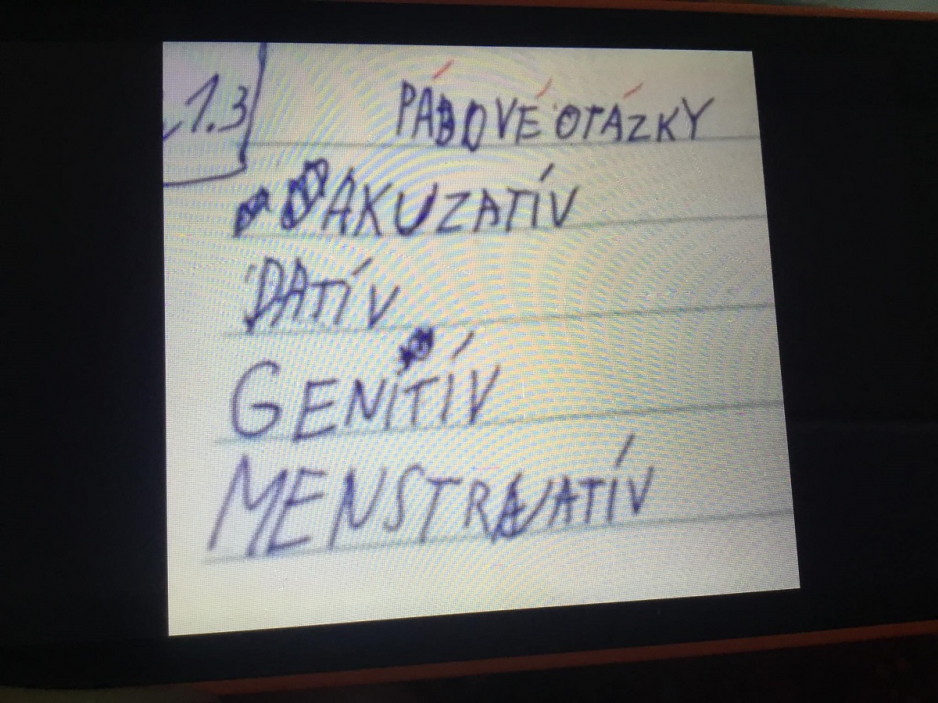 1.3
PÁDOVÉ OTÁZKY
AKUZATÍV
DATÍV
GENITÍV
MENSTRUATÍV